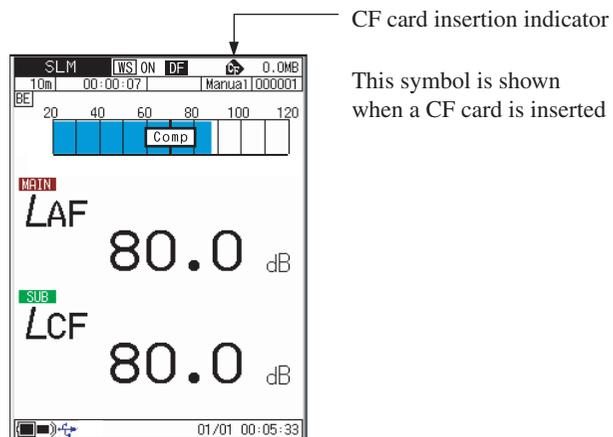 CF card insertion indicator
This symbol is shown
when a CF card is inserted
SLM WS ON DF CF 0.0MB
10m 00:00:07 Manual 000001
BE
20 40 60 80 100 120
Comp
MAIN
LAF
80.0 dB
SUB
LCF
80.0 dB
01/01 00:05:33